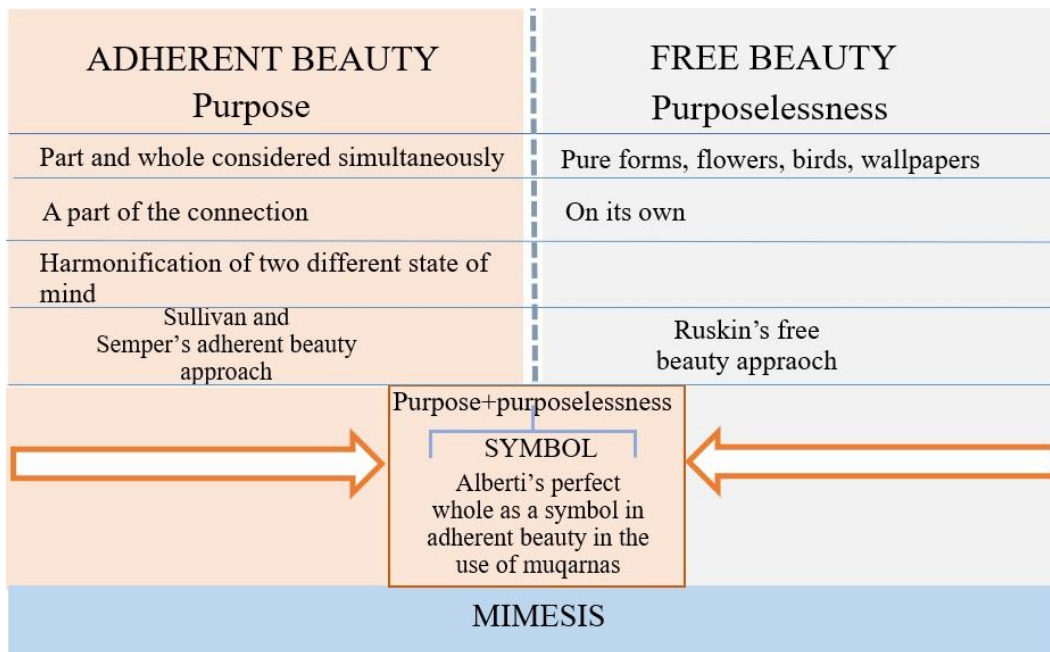 ADHERENT BEAUTY
Purpose
FREE BEAUTY
Purposelessness
Part and whole considered simultaneously
Pure forms, flowers, birds, wallpapers
A part of the connection
On its own
Harmonification of two different state of
mind
Sullivan and
Semper's adherent beauty
approach
Ruskin's free
beauty appraoch
Purpose+purposelessness
SYMBOL
Alberti's perfect
whole as a symbol in
adherent beauty in the
use of muqarnas
MIMESIS